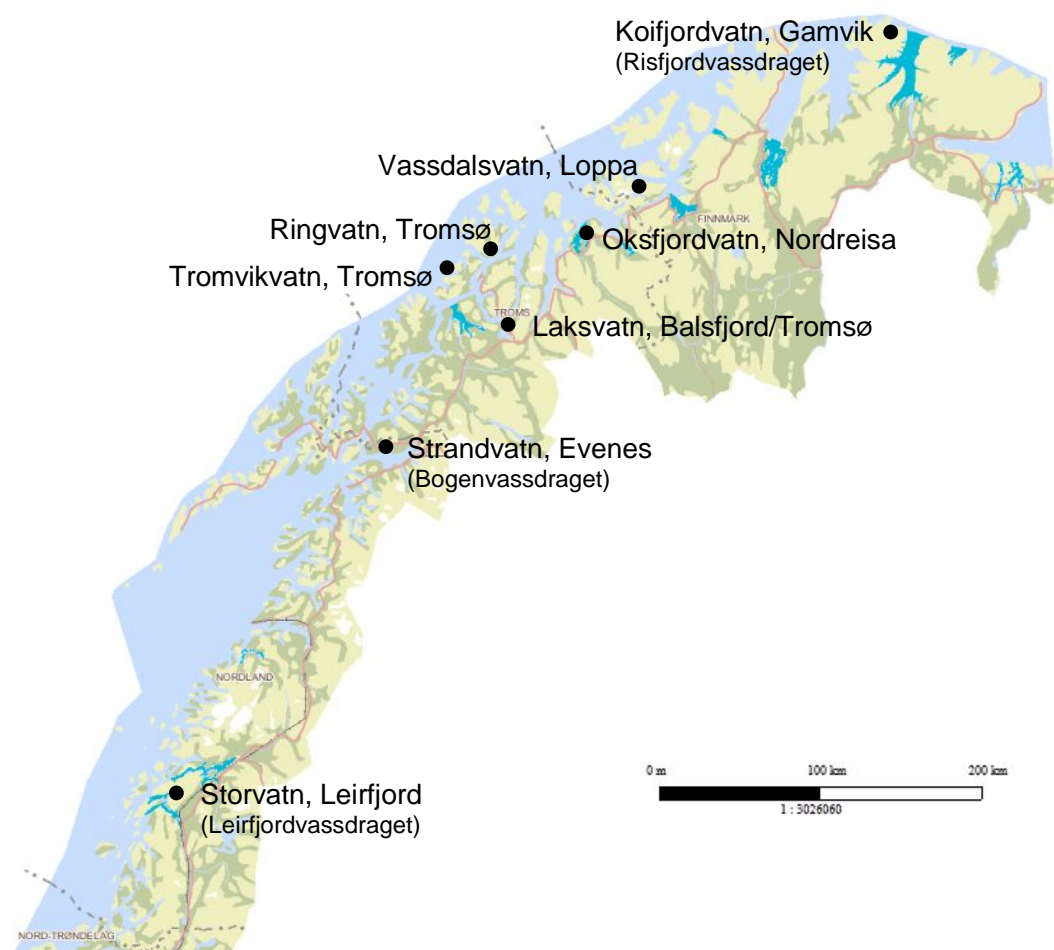 Koifjordvatn, Gamvik
(Risfjordvassdraget)
Vassdalsvatn, Loppa
FINNMARK
Ringvatn, Tromsø
Oksfjordvatn, Nordreisa
Tromvikvatn, Tromsø
TROMS
Laksvatn, Balsfjord/Tromsø
Strandvatn, Evenes
(Bogenvassdraget)
NORDLAND
0 m 100 km 200 km
1 : 3026060
Storvatn, Leirfjord
(Leirfjordvassdraget)
NORD-TRØNDELAG